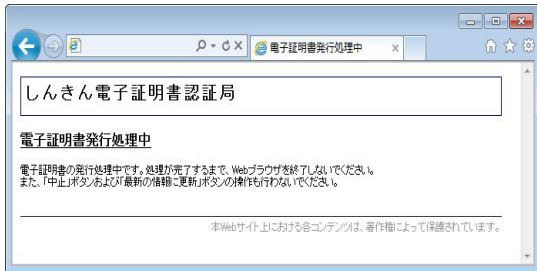 電子証明書発行処理中
しんきん電子証明書認証局
電子証明書発行処理中
電子証明書の発行処理中です。処理が完了するまで、Webブラウザを終了しないでください。
また、「中止」ボタンおよび「最新の情報に更新」ボタンの操作も行わないでください。
本Webサイト上における各コンテンツは、著作権によって保護されています。